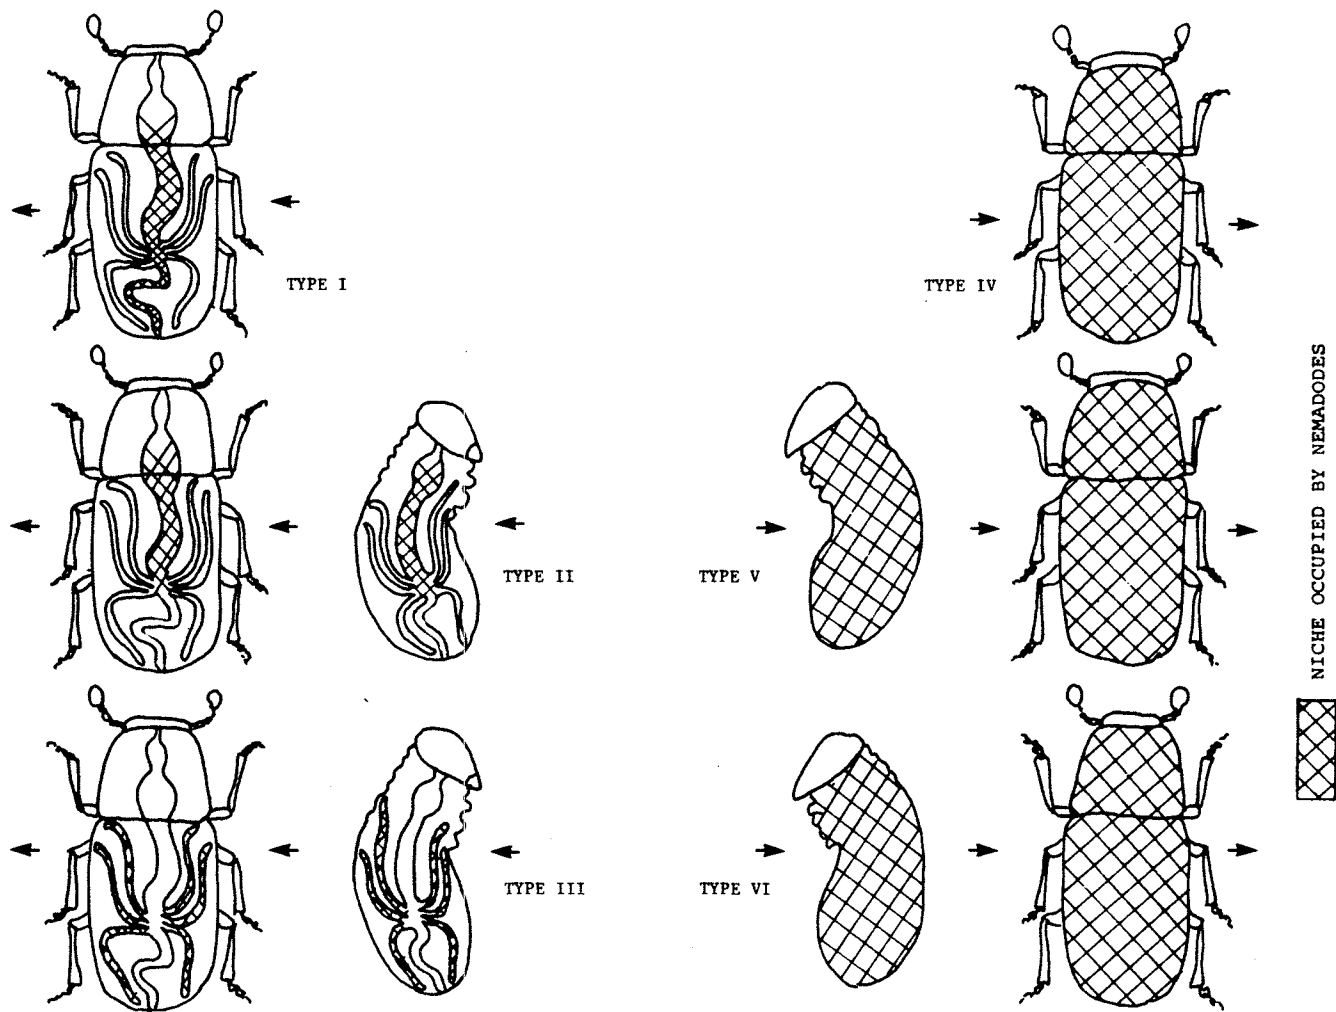 TYPE I
TYPE IV
TYPE II
TYPE V
TYPE III
TYPE VI
NICHE OCCUPIED BY NEMADODES